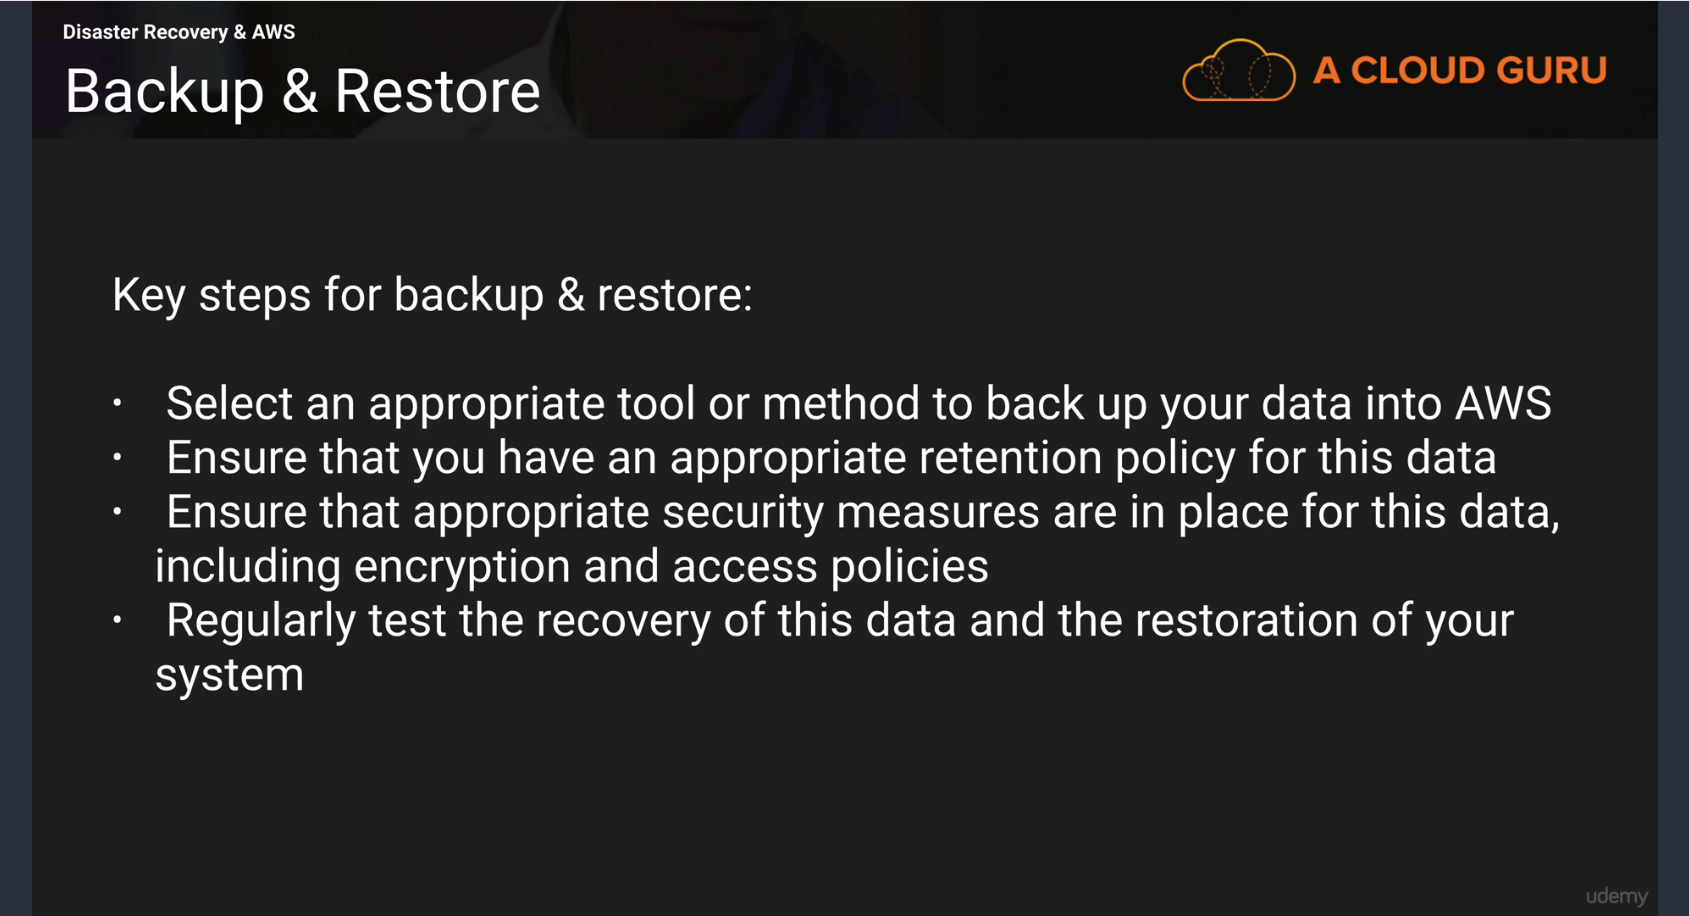 Disaster Recovery & AWS
Backup & Restore
A CLOUD GURU
Key steps for backup & restore:
• Select an appropriate tool or method to back up your data into AWS
• Ensure that you have an appropriate retention policy for this data
• Ensure that appropriate security measures are in place for this data,
including encryption and access policies
• Regularly test the recovery of this data and the restoration of your
system
udemy